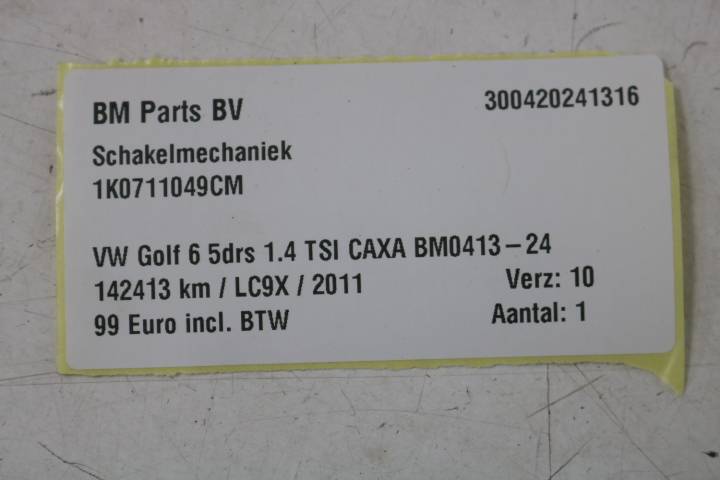 BM Parts BV 300420241316
Schakelmechaniek
1K0711049CM
VW Golf 6 5drs 1.4 TSI CAXA BM0413-24
142413 km / LC9X / 2011 Verz: 10
99 Euro incl. BTW Aantal: 1